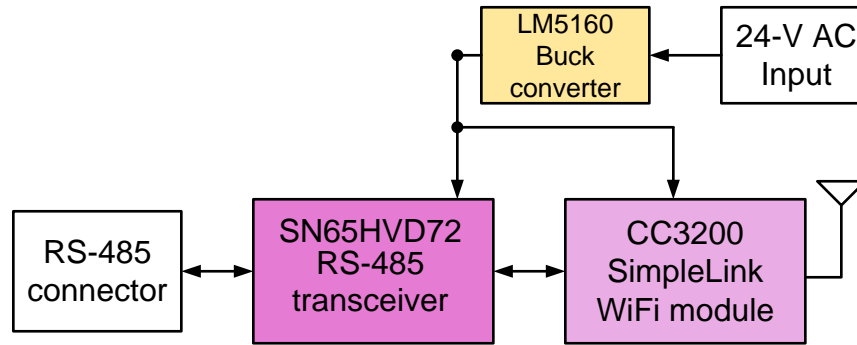 LM5160
Buck
converter
24-V AC
Input
RS-485
connector
SN65HVD72
RS-485
transceiver
CC3200
SimpleLink
WiFi module